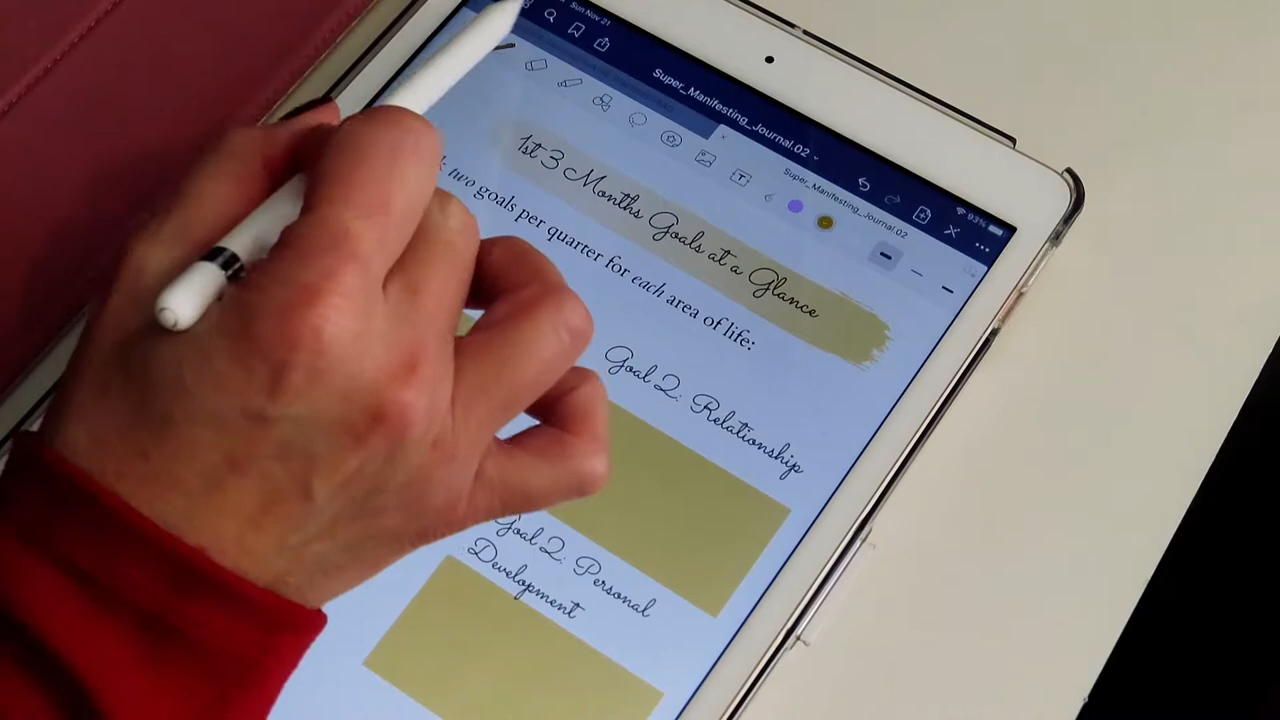 Sun Nov 21
93%
Super_Manifesting_Journal.02
Super_Manifesting_Journal.02
1st 3 Months Goals at a Glance
two goals per quarter for each area of life:
Goal 2: Relationship
Goal 2: Personal
Development